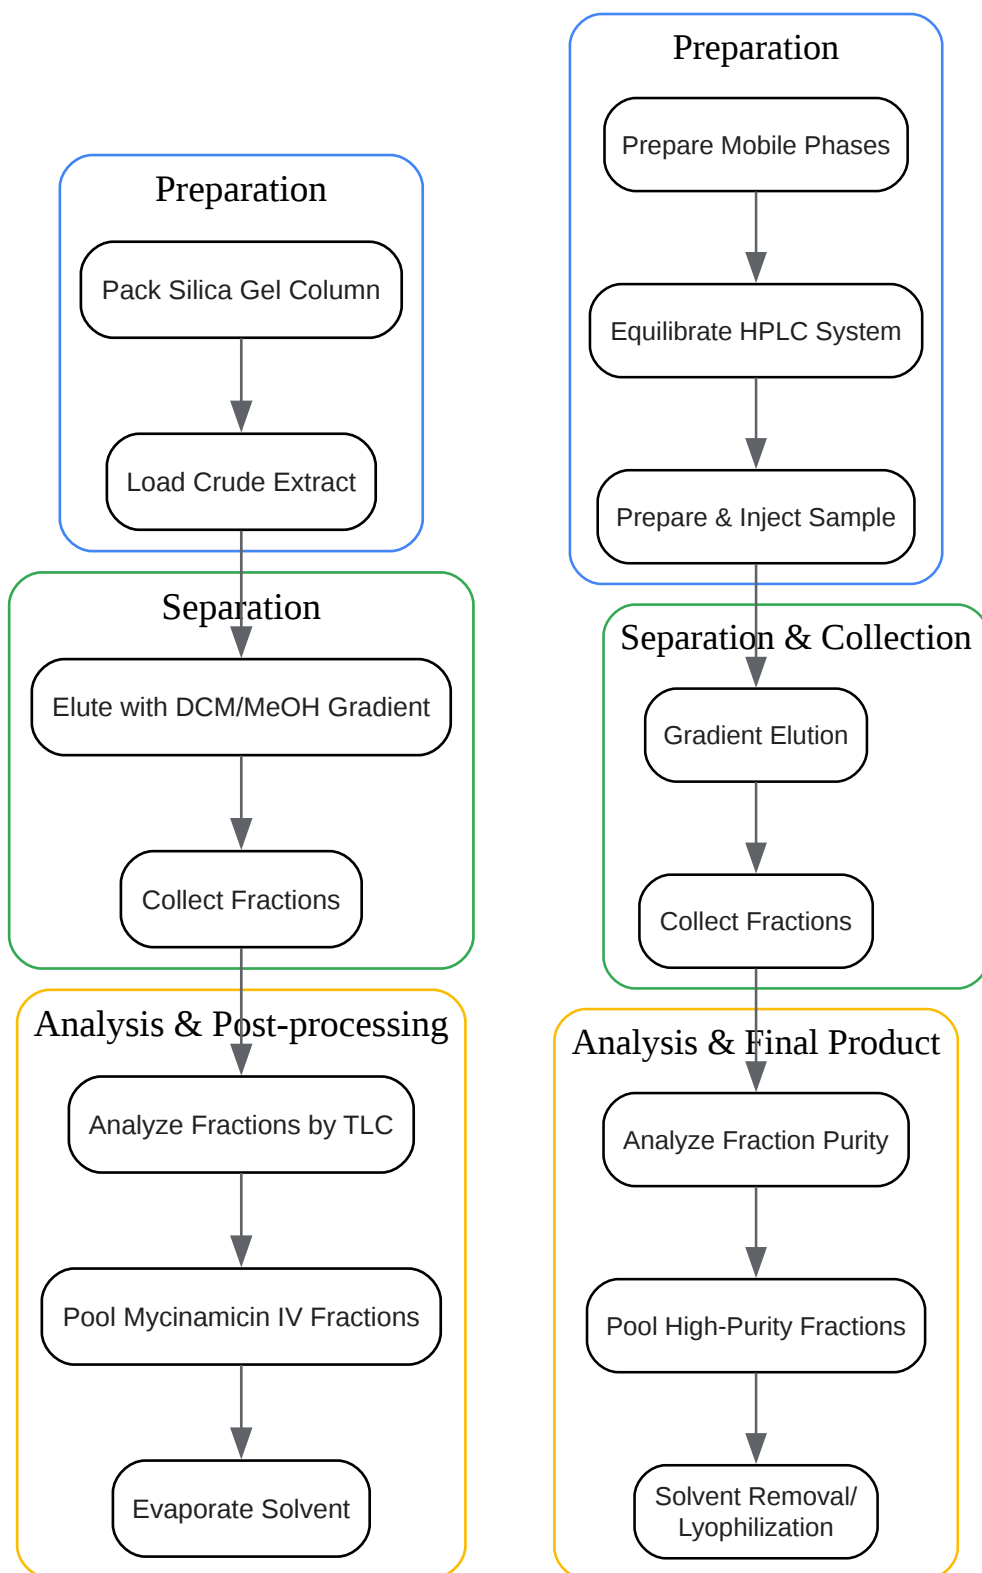 Preparation
Pack Silica Gel Column
Load Crude Extract
Separation
Elute with DCM/MeOH Gradient
Collect Fractions
Analysis & Post-processing
Analyze Fractions by TLC
Pool Mycinamicin IV Fractions
Evaporate Solvent
Preparation
Prepare Mobile Phases
Equilibrate HPLC System
Prepare & Inject Sample
Separation & Collection
Gradient Elution
Collect Fractions
Analysis & Final Product
Analyze Fraction Purity
Pool High-Purity Fractions
Solvent Removal/
Lyophilization